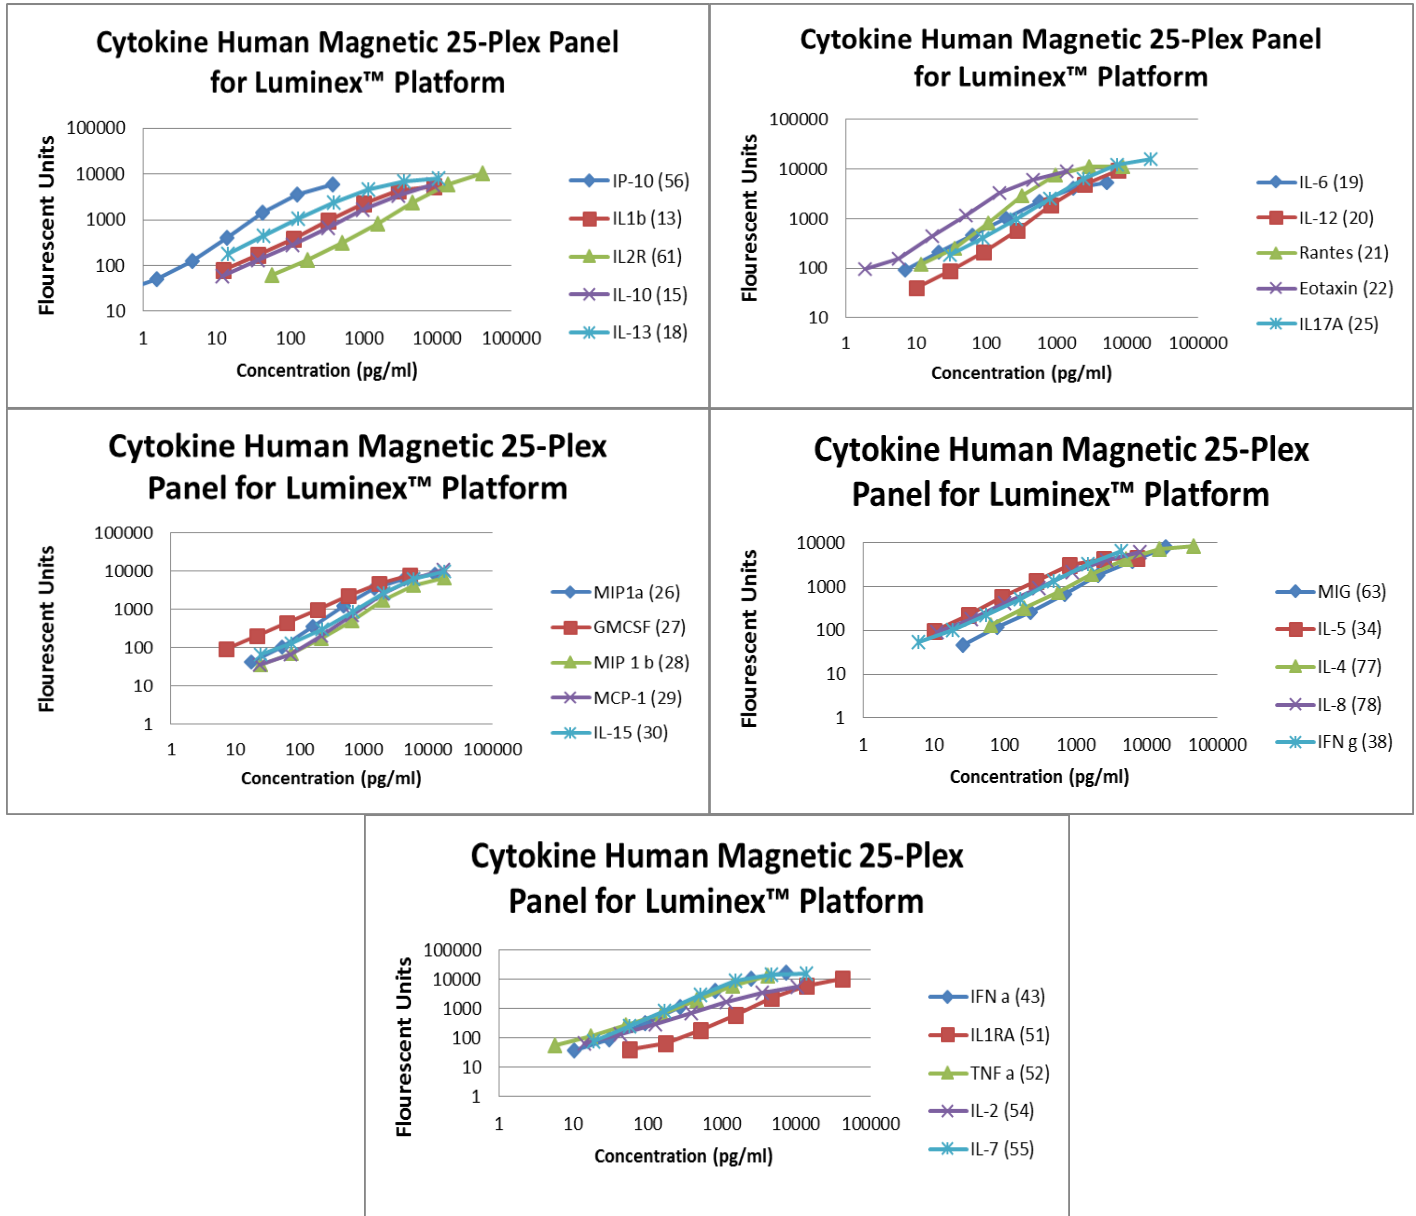 Cytokine Human Magnetic 25-Plex Panel
for Luminex™ Platform
Flourescent Units
100000
10000
1000
100
10
1 10 100 1000 10000 100000
Concentration (pg/ml)
IP-10 (56)
IL1b (13)
IL2R (61)
IL-10 (15)
IL-13 (18)
Cytokine Human Magnetic 25-Plex Panel
for Luminex™ Platform
Flourescent Units
100000
10000
1000
100
10
1 10 100 1000 10000 100000
Concentration (pg/ml)
IL-6 (19)
IL-12 (20)
Rantes (21)
Eotaxin (22)
IL17A (25)
Cytokine Human Magnetic 25-Plex
Panel for Luminex™ Platform
Flourescent Units
100000
10000
1000
100
10
1
1 10 100 1000 10000 100000
Concentration (pg/ml)
MIP1a (26)
GMCSF (27)
MIP 1 b (28)
MCP-1 (29)
IL-15 (30)
Cytokine Human Magnetic 25-Plex
Panel for Luminex™ Platform
Flourescent Units
10000
1000
100
10
1
1 10 100 1000 10000 100000
Concentration (pg/ml)
MIG (63)
IL-5 (34)
IL-4 (77)
IL-8 (78)
IFN g (38)
Cytokine Human Magnetic 25-Plex
Panel for Luminex™ Platform
Flourescent Units
100000
10000
1000
100
10
1
1 10 100 1000 10000 100000
Concentration (pg/ml)
IFN a (43)
IL1RA (51)
TNF a (52)
IL-2 (54)
IL-7 (55)